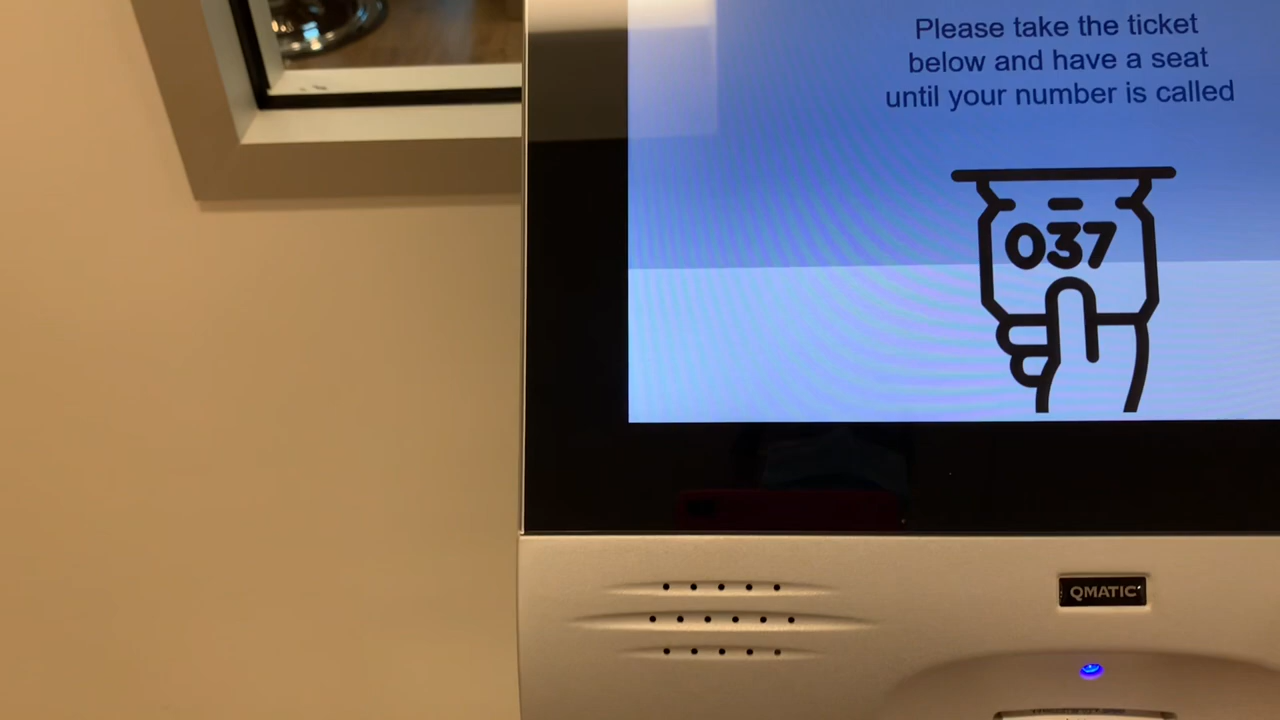 Please take the ticket
below and have a seat
until your number is called
037
QMATIC